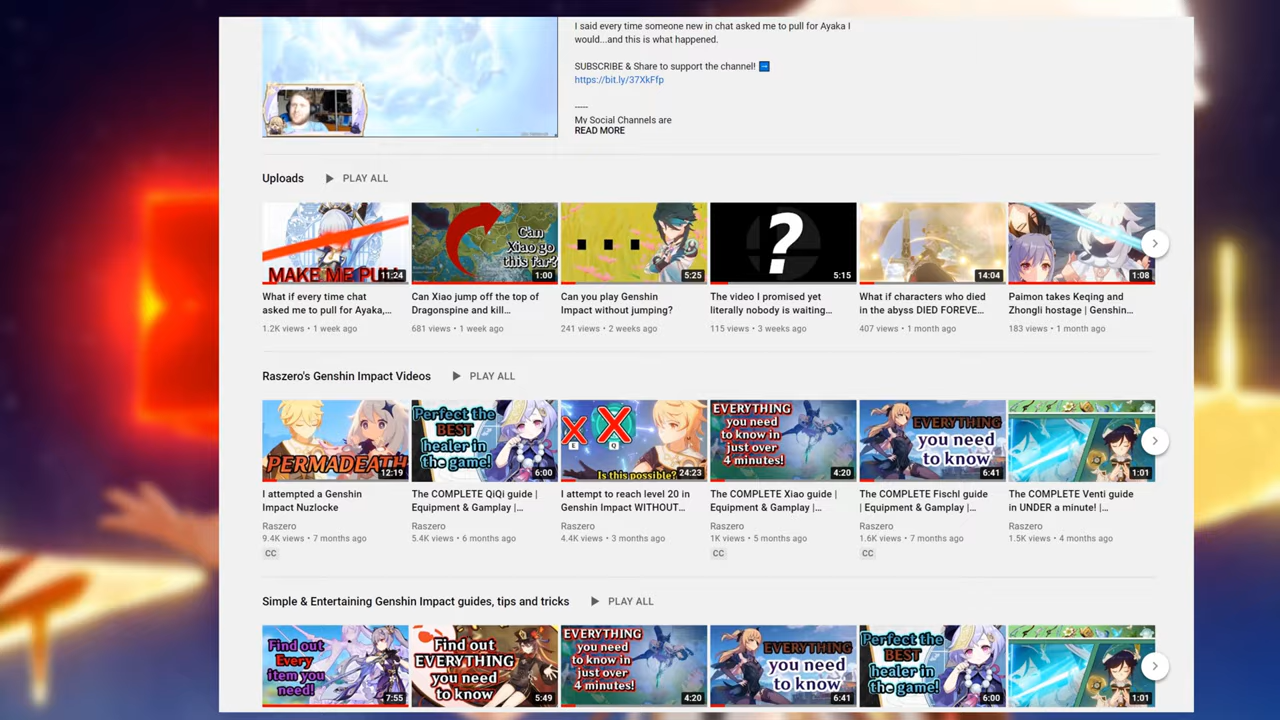 I said every time someone new in chat asked me to pull for Ayaka I
would...and this is what happened.
SUBSCRIBE & Share to support the channel!
https://bit.ly/37XkFfp
-----
My Social Channels are
READ MORE
Uploads PLAY ALL
MAKE ME PU
11:24
Can
Xiao go
this far?
1:00
5:25
?
5:15
14:04
1:08
What if every time chat
asked me to pull for Ayaka,...
1.2K views • 1 week ago
Can Xiao jump off the top of
Dragonspine and kill...
681 views • 1 week ago
Can you play Genshin
Impact without jumping?
241 views • 2 weeks ago
The video I promised yet
literally nobody is waiting...
115 views • 3 weeks ago
What if characters who died
in the abyss DIED FOREVE...
407 views • 1 month ago
Paimon takes Keqing and
Zhongli hostage | Genshin...
183 views • 1 month ago
Raszero's Genshin Impact Videos PLAY ALL
PERMADEATH
12:19
Perfect the
BEST
healer in
the game!
6:00
X X
E Q
Is this possible?
24:23
EVERYTHING
you need
to know in
just over
4 minutes!
4:20
EVERYTHING
you need
to know
6:41
1:01
I attempted a Genshin
Impact Nuzlocke
Raszero
9.4K views • 7 months ago
CC
The COMPLETE QiQi guide |
Equipment & Gamplay |...
Raszero
5.4K views • 6 months ago
I attempt to reach level 20 in
Genshin Impact WITHOUT...
Raszero
4.4K views • 3 months ago
The COMPLETE Xiao guide |
Equipment & Gamplay |...
Raszero
1K views • 5 months ago
CC
The COMPLETE Fischl guide
| Equipment & Gamplay |...
Raszero
1.6K views • 7 months ago
CC
The COMPLETE Venti guide
in UNDER a minute! |...
Raszero
1.5K views • 4 months ago
Simple & Entertaining Genshin Impact guides, tips and tricks PLAY ALL
Find out
Every
item you
need!
7:55
Find out
EVERYTHING
you need
to know
5:49
EVERYTHING
you need
to know in
just over
4 minutes!
4:20
EVERYTHING
you need
to know
6:41
Perfect the
BEST
healer in
the game!
6:00
1:01